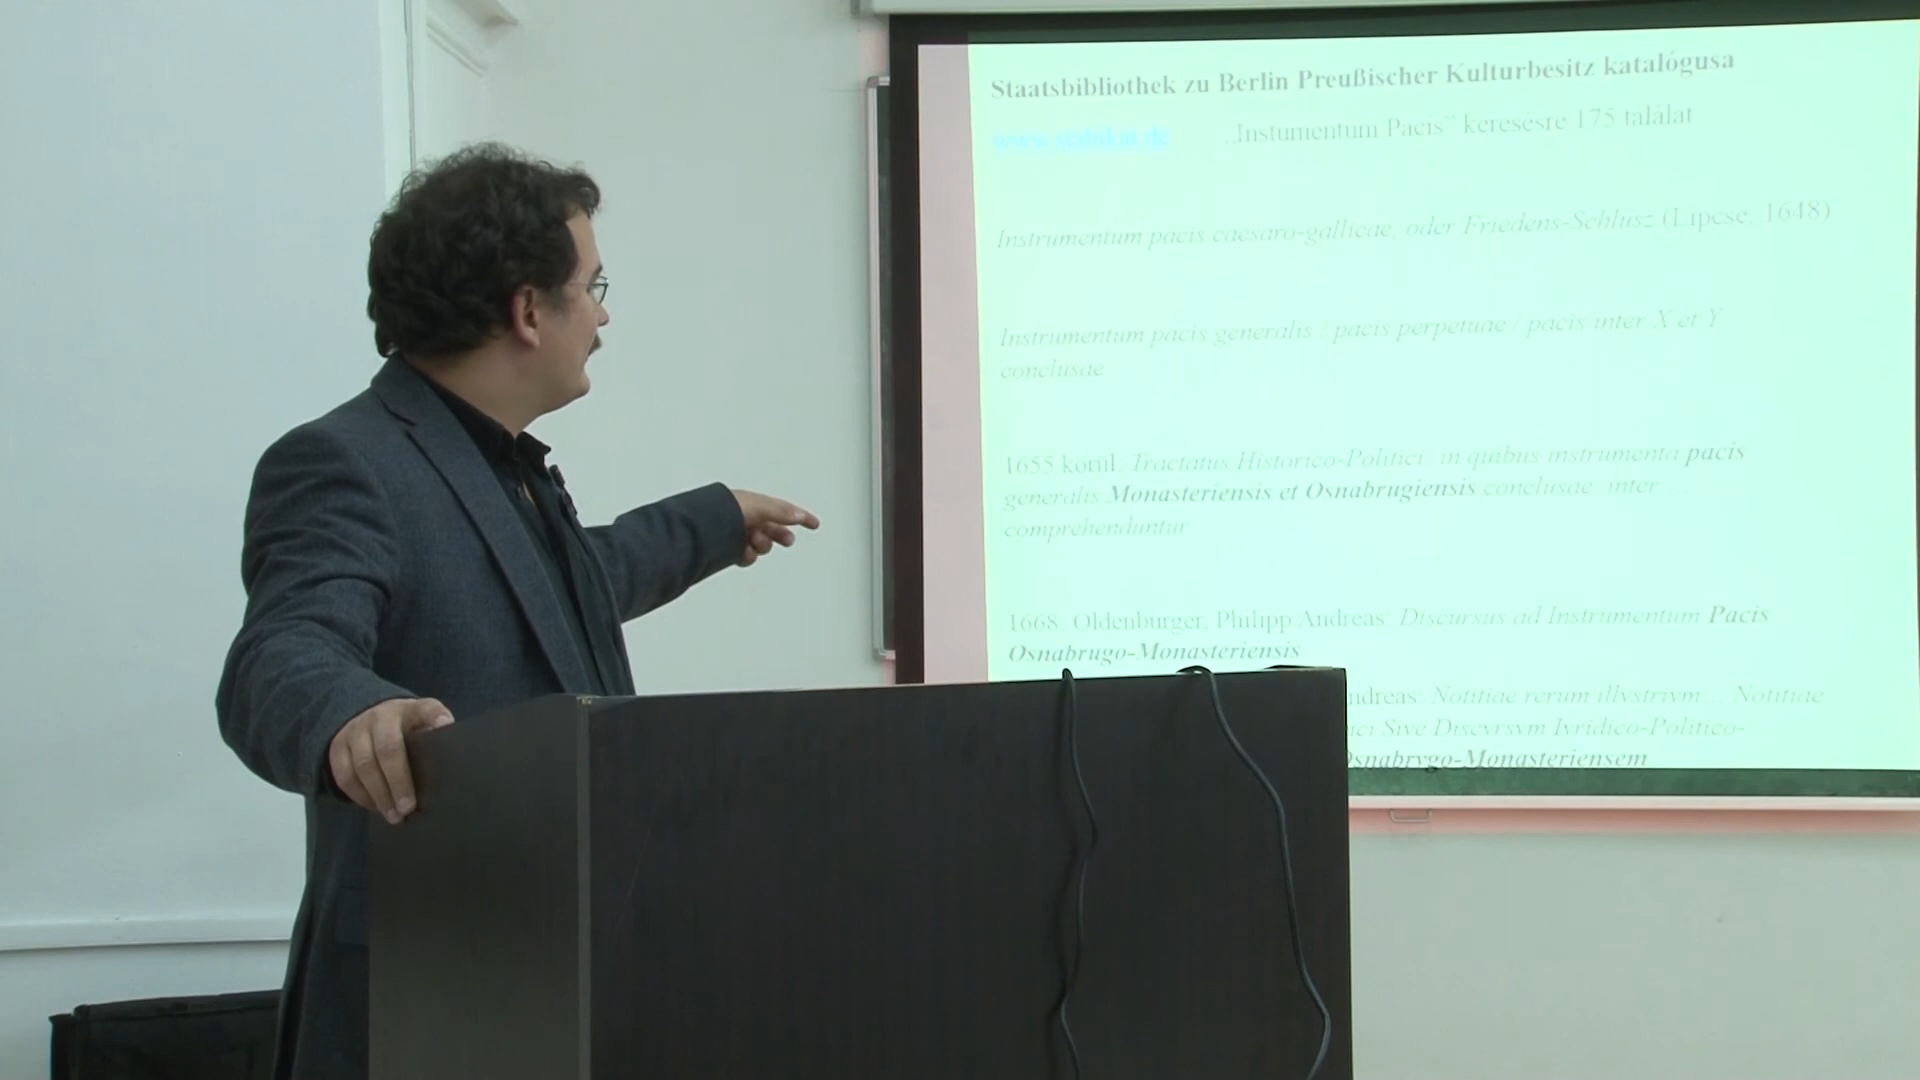 Staatsbibliothek zu Berlin Preußischer Kulturbesitz katalógusa
www.stabikat.de „Instumentum Pacis” keresésre 175 találat
Instrumentum pacis caesaro-gallicae, oder Friedens-Schlusz (Lipcse, 1648)
Instrumentum pacis generalis / pacis perpetuae / pacis inter X et Y
conclusae
1655 körül: Tractatus Historico-Politici, in quibus instrumenta pacis
generalis Monasteriensis et Osnabrugiensis conclusae inter ...
comprehenduntur
1668: Oldenburger, Philipp Andreas: Discursus ad Instrumentum Pacis
Osnabrugo-Monasteriensis
ndreas: Notitiae rerum illvstrivm ... Notitiae
Sive Discvrsvm Ivridico-Politico-
Osnabrvgo-Monasteriensem